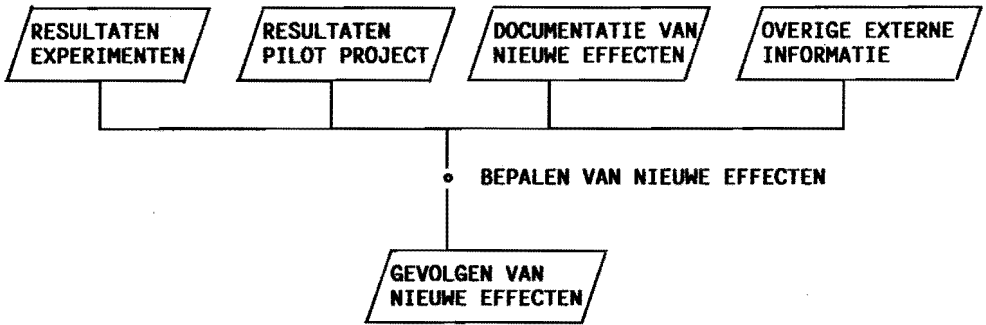 RESULTATEN
EXPERIMENTEN
RESULTATEN
PILOT PROJECT
DOCUMENTATIE VAN
NIEUWE EFFECTEN
OVERIGE EXTERNE
INFORMATIE
BEPALEN VAN NIEUWE EFFECTEN
GEVOLGEN VAN
NIEUWE EFFECTEN